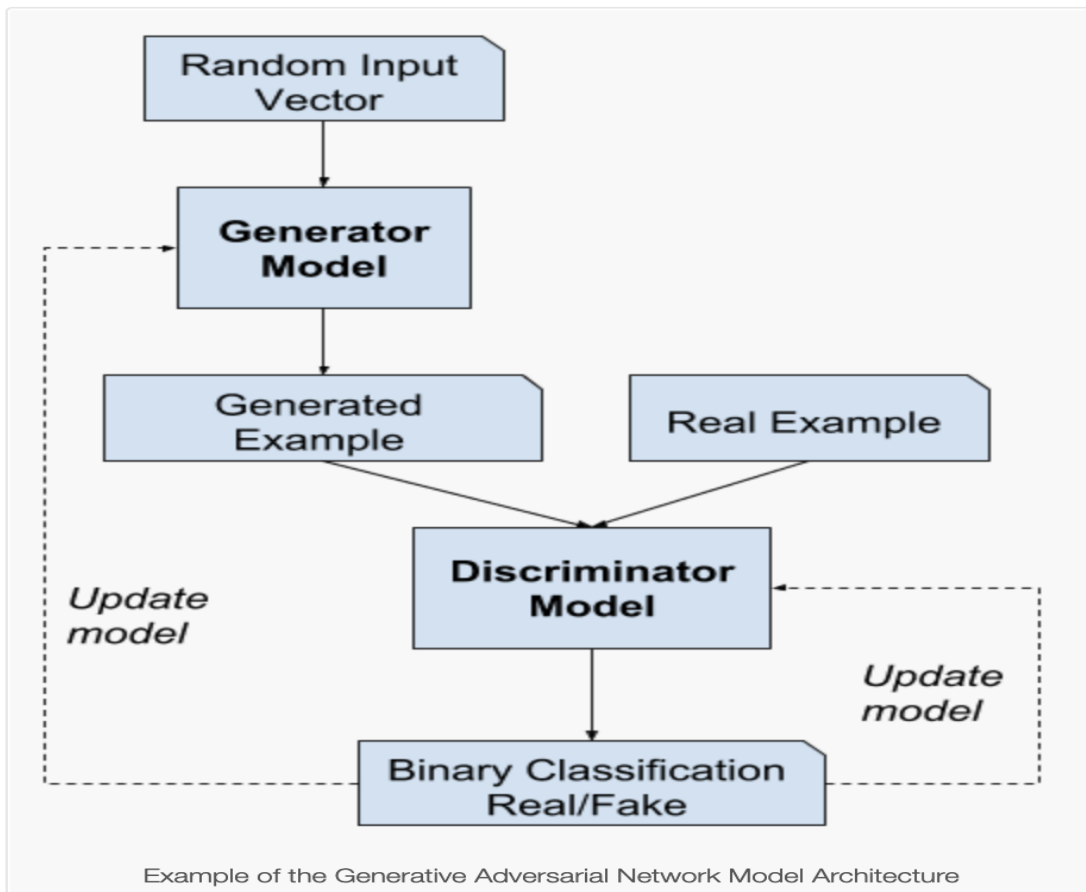 Random Input
Vector
Generator
Model
Generated
Example
Real Example
Discriminator
Model
Update
model
Update
model
Binary Classification
Real/Fake
Example of the Generative Adversarial Network Model Architecture